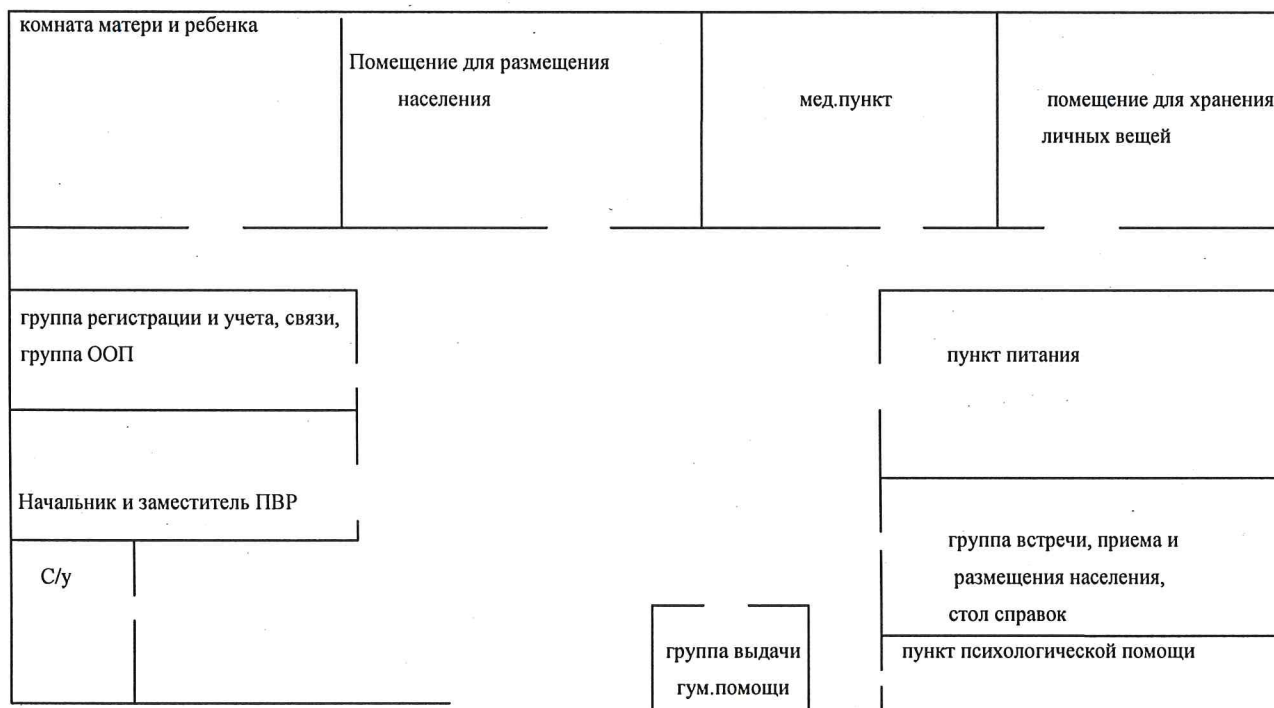 комната матери и ребенка
Помещение для размещения
населения
мед.пункт
помещение для хранения
личных вещей
группа регистрации и учета, связи,
группа ООП
пункт питания
Начальник и заместитель ПВР
группа встречи, приема и
размещения населения,
стол справок
С/у
группа выдачи
гум.помощи
пункт психологической помощи